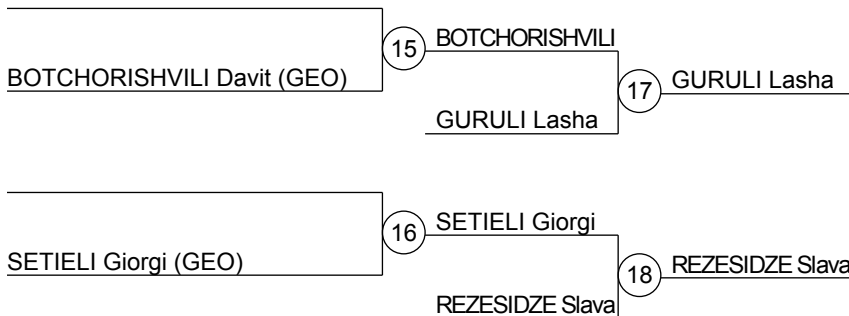 15
BOTCHORISHVILI
BOTCHORISHVILI Davit (GEO)
17
GURULI Lasha
GURULI Lasha
16
SETIELI Giorgi
SETIELI Giorgi (GEO)
18
REZESIDZE Slava
REZESIDZE Slava